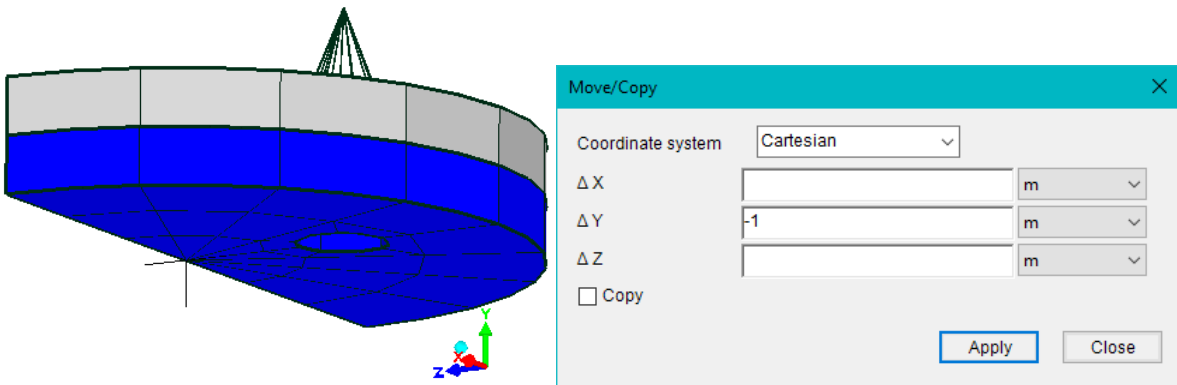 Y
X
Z
Move/Copy
Coordinate system Cartesian
Δ X m
Δ Y -1 m
Δ Z m
Copy
Apply Close